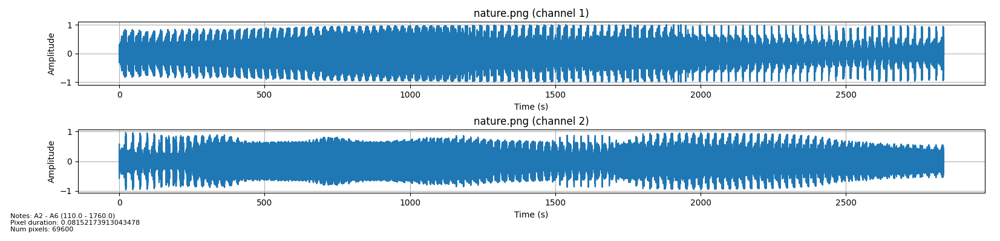 nature.png (channel 1)
1
0
−1
Amplitude
0 500 1000 1500 2000 2500
Time (s)
nature.png (channel 2)
1
0
−1
Amplitude
0 500 1000 1500 2000 2500
Time (s)
Notes: A2 - A6 (110.0 - 1760.0)
Pixel duration: 0.08152173913043478
Num pixels: 69600